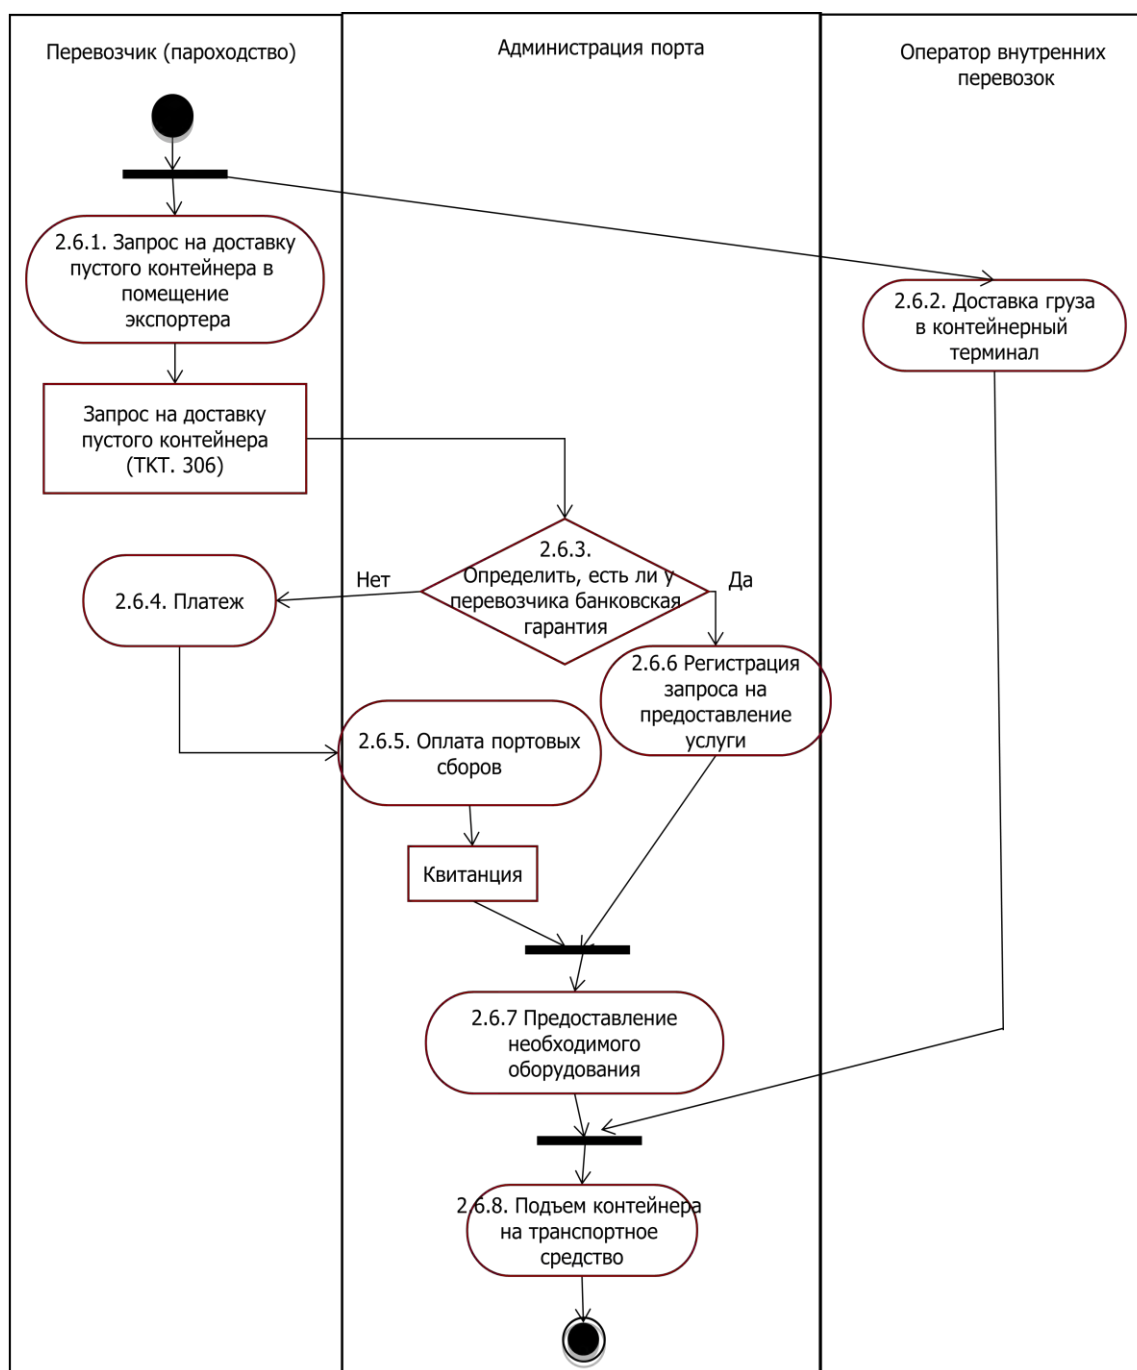 Перевозчик (пароходство)
Администрация порта
Оператор внутренних
перевозок
2.6.1. Запрос на доставку
пустого контейнера в
помещение
экспортера
2.6.2. Доставка груза
в контейнерный
терминал
Запрос на доставку
пустого контейнера
(ТКТ. 306)
2.6.3.
Определить, есть ли у
перевозчика банковская
гарантия
Нет
Да
2.6.4. Платеж
2.6.6 Регистрация
запроса на
предоставление
услуги
2.6.5. Оплата портовых
сборов
Квитанция
2.6.7 Предоставление
необходимого
оборудования
2.6.8. Подъем контейнера
на транспортное
средство